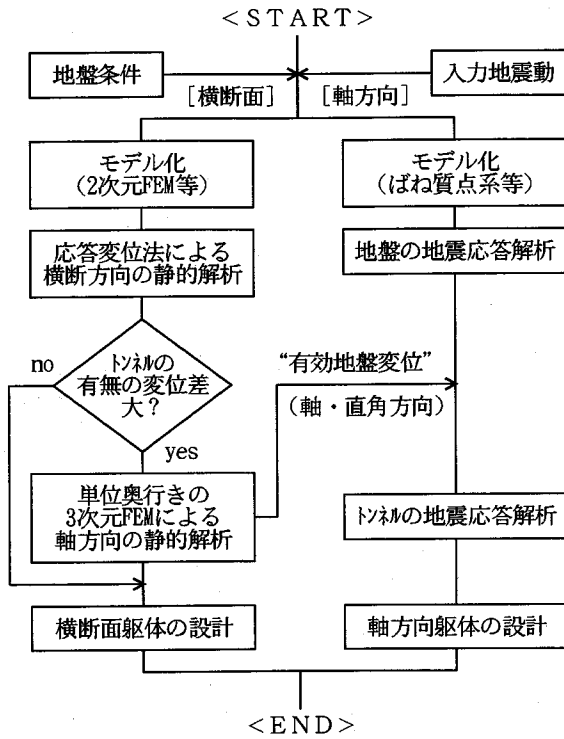 <START>
地盤条件
入力地震動
[横断面]
[軸方向]
モデル化
(2次元FEM等)
モデル化
(ばね質点系等)
応答変位法による
横断方向の静的解析
地盤の地震応答解析
no
トンネルの
有無の変位差
大?
yes
“有効地盤変位”
(軸・直角方向)
単位奥行きの
3次元FEMによる
軸方向の静的解析
トンネルの地震応答解析
横断面躯体の設計
軸方向躯体の設計
<END>